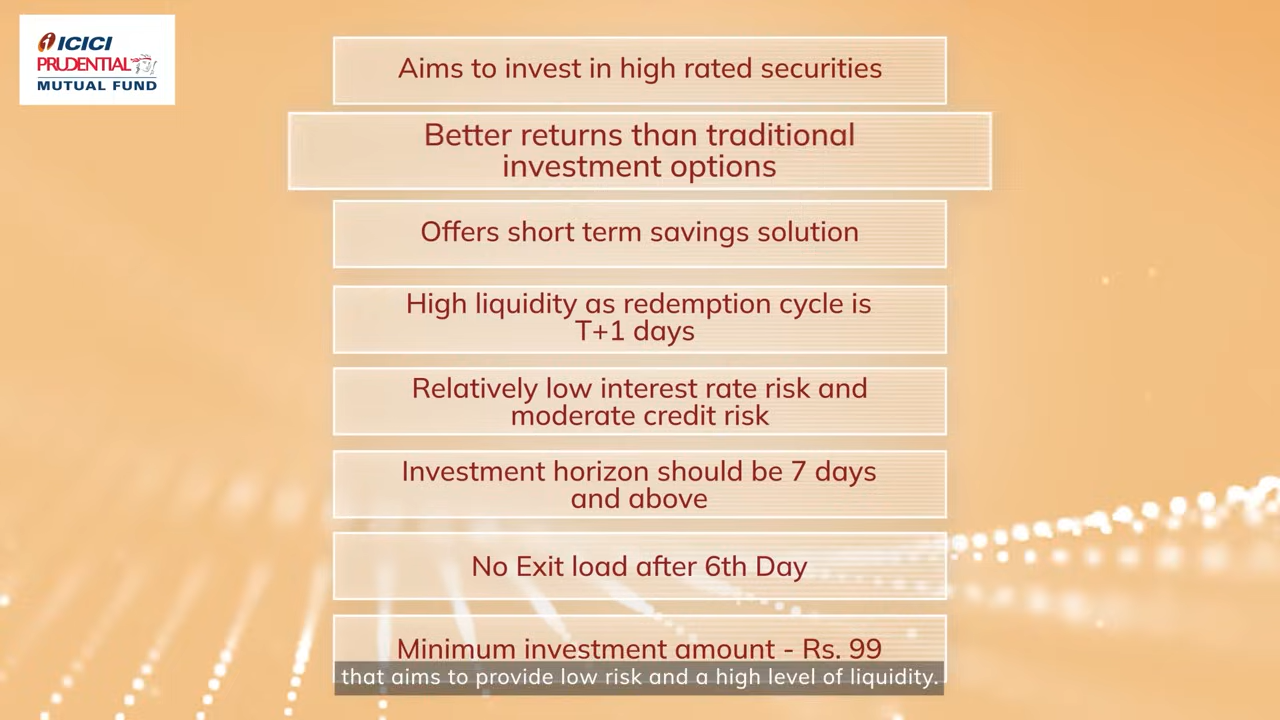 ICICI
PRUDENTIAL
MUTUAL FUND
Aims to invest in high rated securities
Better returns than traditional
investment options
Offers short term savings solution
High liquidity as redemption cycle is
T+1 days
Relatively low interest rate risk and
moderate credit risk
Investment horizon should be 7 days
and above
No Exit load after 6th Day
Minimum investment amount - Rs. 99
that aims to provide low risk and a high level of liquidity.